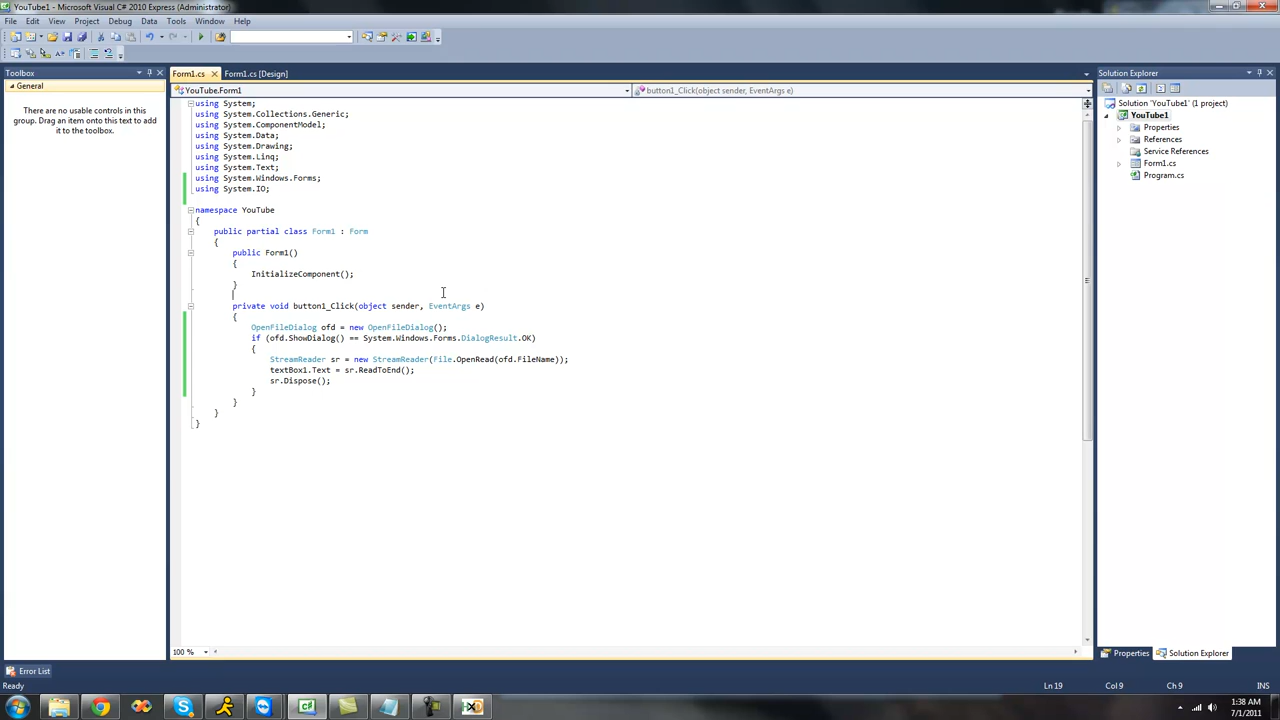 YouTube1 - Microsoft Visual C# 2010 Express (Administrator)
File Edit View Project Debug Data Tools Window Help
Toolbox
General
There are no usable controls in this
group. Drag an item onto this text to add
it to the toolbox.
Form1.cs Form1.cs [Design]
YouTube.Form1 button1_Click(object sender, EventArgs e)
using System;
using System.Collections.Generic;
using System.ComponentModel;
using System.Data;
using System.Drawing;
using System.Linq;
using System.Text;
using System.Windows.Forms;
using System.IO;
namespace YouTube
{
public partial class Form1 : Form
{
public Form1()
{
InitializeComponent();
}
private void button1_Click(object sender, EventArgs e)
{
OpenFileDialog ofd = new OpenFileDialog();
if (ofd.ShowDialog() == System.Windows.Forms.DialogResult.OK)
{
StreamReader sr = new StreamReader(File.OpenRead(ofd.FileName));
textBox1.Text = sr.ReadToEnd();
sr.Dispose();
}
}
}
}
100 %
Solution Explorer
Solution 'YouTube1' (1 project)
YouTube1
Properties
References
Service References
Form1.cs
Program.cs
Properties Solution Explorer
Error List
Ready Ln 19 Col 9 Ch 9 INS
1:38 AM
7/1/2011